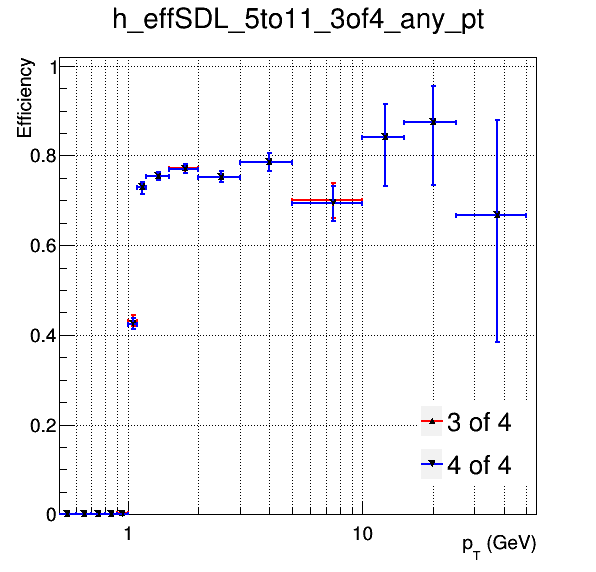 h_effSDL_5to11_3of4_any_pt
Efficiency
1
0.8
0.6
0.4
0.2
0
3 of 4
4 of 4
1
10
p_T (GeV)